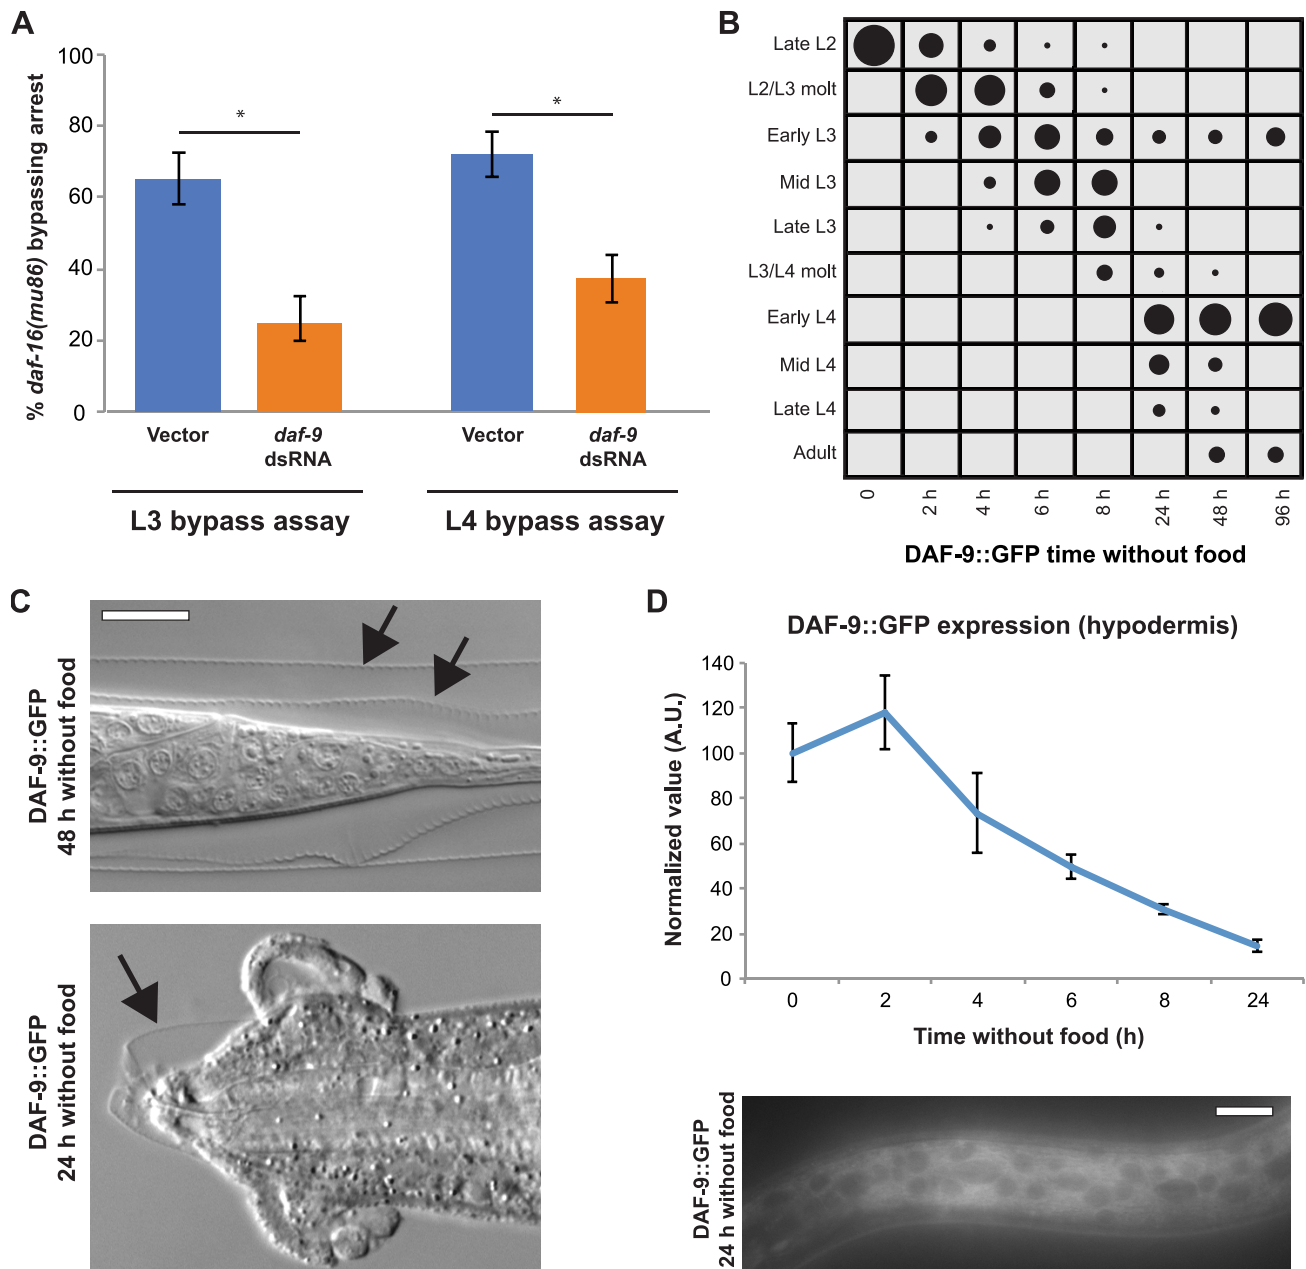 A
100
80
60
40
20
0
% daf-16(mu86) bypassing arrest
*
*
Vector
daf-9
dsRNA
Vector
daf-9
dsRNA
L3 bypass assay
L4 bypass assay
B
Late L2
L2/L3 molt
Early L3
Mid L3
Late L3
L3/L4 molt
Early L4
Mid L4
Late L4
Adult
0
2 h
4 h
6 h
8 h
24 h
48 h
96 h
DAF-9::GFP time without food
C
DAF-9::GFP
48 h without food
DAF-9::GFP
24 h without food
D
DAF-9::GFP expression (hypodermis)
140
120
100
80
60
40
20
0
Normalized value (A.U.)
0 2 4 6 8 24
Time without food (h)
DAF-9::GFP
24 h without food